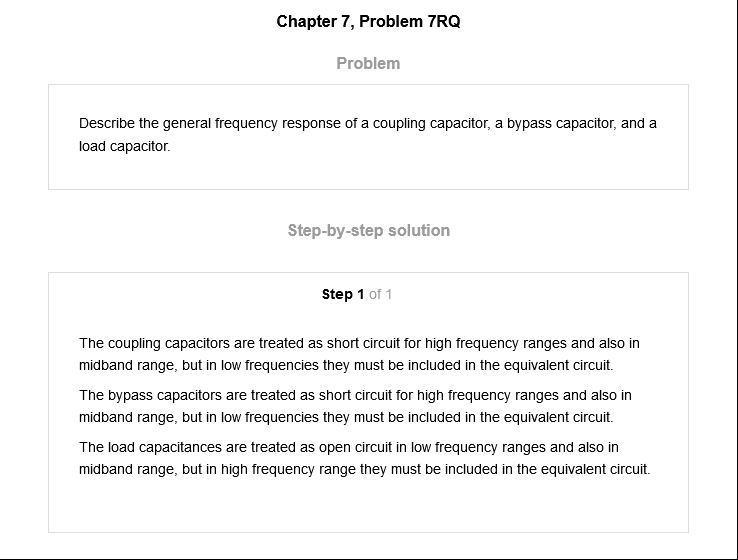 Chapter 7, Problem 7RQ
Problem
Describe the general frequency response of a coupling capacitor, a bypass capacitor, and a
load capacitor.
Step-by-step solution
Step 1 of 1
The coupling capacitors are treated as short circuit for high frequency ranges and also in
midband range, but in low frequencies they must be included in the equivalent circuit.
The bypass capacitors are treated as short circuit for high frequency ranges and also in
midband range, but in low frequencies they must be included in the equivalent circuit.
The load capacitances are treated as open circuit in low frequency ranges and also in
midband range, but in high frequency range they must be included in the equivalent circuit.